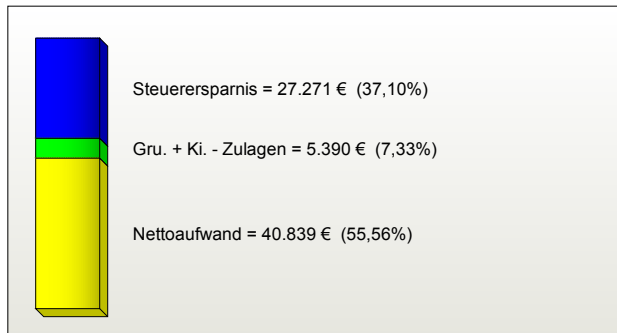 Steuerersparnis = 27.271 € (37,10%)
Gru. + Ki. - Zulagen = 5.390 € (7,33%)
Nettoaufwand = 40.839 € (55,56%)